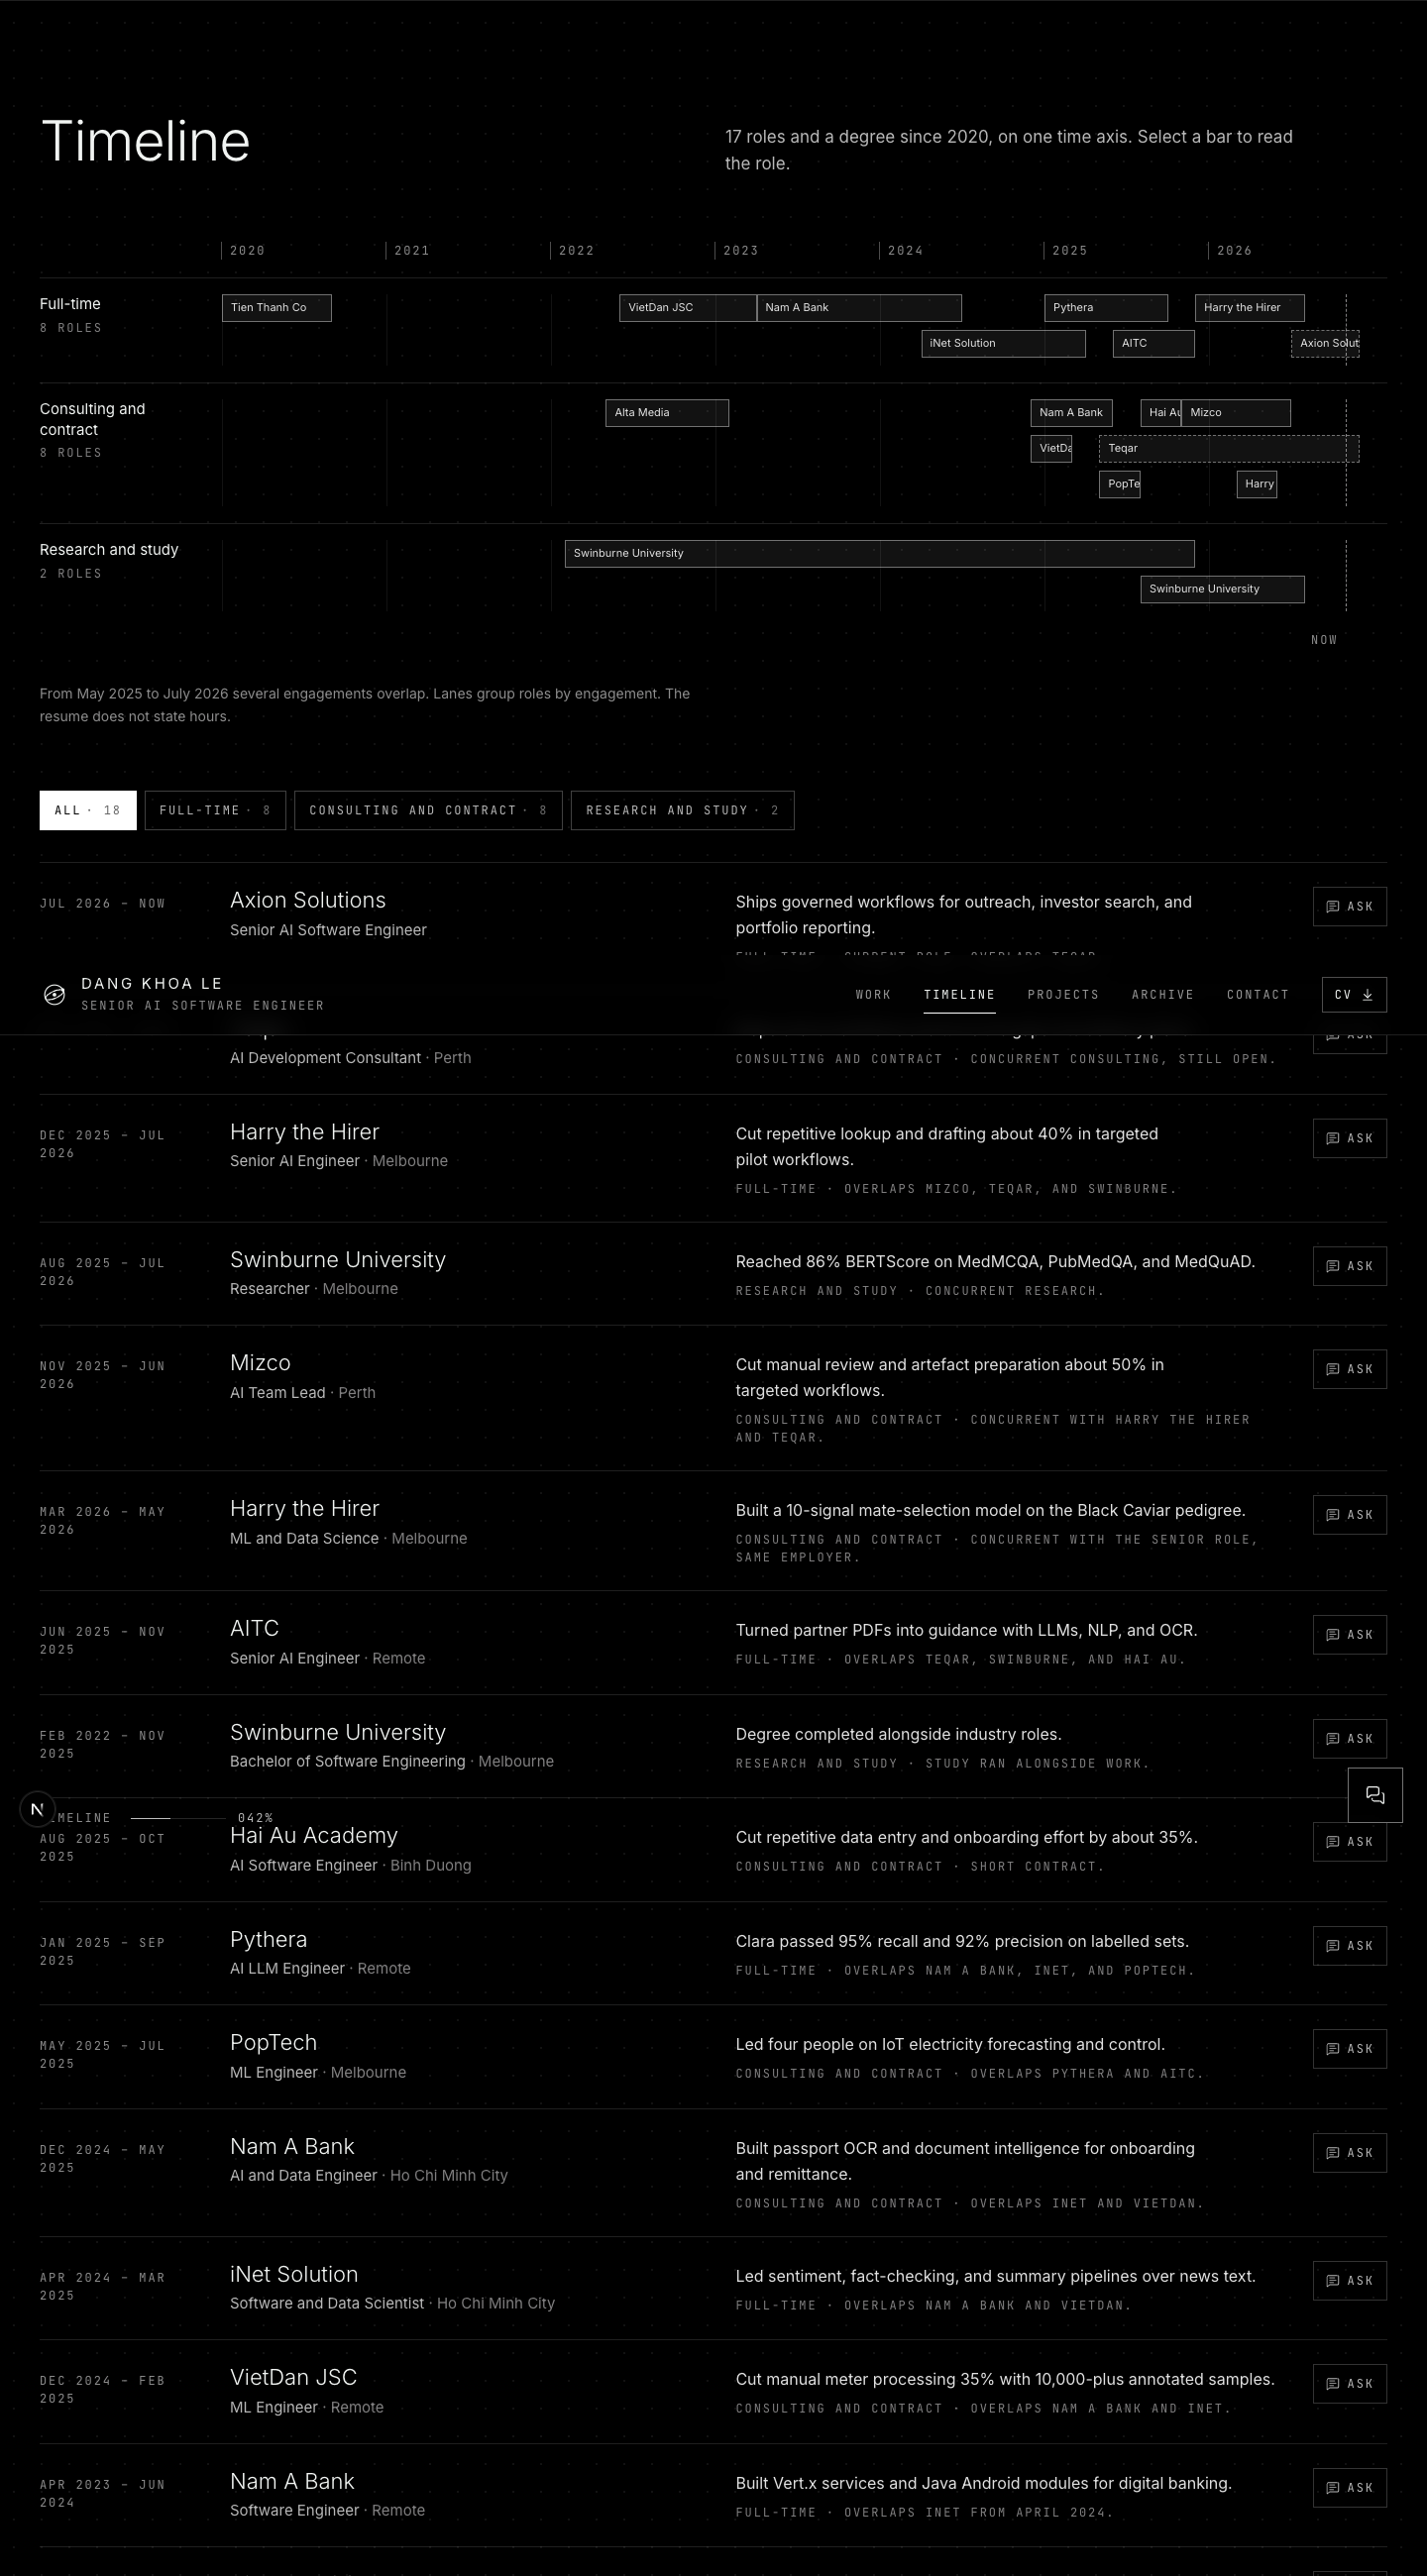 Timeline
17 roles and a degree since 2020, on one time axis. Select a bar to read
the role.
2020 2021 2022 2023 2024 2025 2026
Full-time
8 ROLES
Tien Thanh Co VietDan JSC Nam A Bank Pythera Harry the Hirer
iNet Solution AITC Axion Solut
Consulting and
contract
8 ROLES
Alta Media Nam A Bank Hai Au Mizco
VietDa Teqar
PopTe Harry
Research and study
2 ROLES
Swinburne University
Swinburne University
NOW
From May 2025 to July 2026 several engagements overlap. Lanes group roles by engagement. The
resume does not state hours.
ALL · 18 FULL-TIME · 8 CONSULTING AND CONTRACT · 8 RESEARCH AND STUDY · 2
JUL 2026 – NOW
Axion Solutions
Senior AI Software Engineer
Ships governed workflows for outreach, investor search, and
portfolio reporting.
FULL-TIME · CURRENT ROLE, OVERLAPS TEQAR.
ASK
DANG KHOA LE
SENIOR AI SOFTWARE ENGINEER
WORK TIMELINE PROJECTS ARCHIVE CONTACT CV
AI Development Consultant · Perth
CONSULTING AND CONTRACT · CONCURRENT CONSULTING, STILL OPEN.
ASK
DEC 2025 – JUL
2026
Harry the Hirer
Senior AI Engineer · Melbourne
Cut repetitive lookup and drafting about 40% in targeted
pilot workflows.
FULL-TIME · OVERLAPS MIZCO, TEQAR, AND SWINBURNE.
ASK
AUG 2025 – JUL
2026
Swinburne University
Researcher · Melbourne
Reached 86% BERTScore on MedMCQA, PubMedQA, and MedQuAD.
RESEARCH AND STUDY · CONCURRENT RESEARCH.
ASK
NOV 2025 – JUN
2026
Mizco
AI Team Lead · Perth
Cut manual review and artefact preparation about 50% in
targeted workflows.
CONSULTING AND CONTRACT · CONCURRENT WITH HARRY THE HIRER
AND TEQAR.
ASK
MAR 2026 – MAY
2026
Harry the Hirer
ML and Data Science · Melbourne
Built a 10-signal mate-selection model on the Black Caviar pedigree.
CONSULTING AND CONTRACT · CONCURRENT WITH THE SENIOR ROLE,
SAME EMPLOYER.
ASK
JUN 2025 – NOV
2025
AITC
Senior AI Engineer · Remote
Turned partner PDFs into guidance with LLMs, NLP, and OCR.
FULL-TIME · OVERLAPS TEQAR, SWINBURNE, AND HAI AU.
ASK
FEB 2022 – NOV
2025
Swinburne University
Bachelor of Software Engineering · Melbourne
Degree completed alongside industry roles.
RESEARCH AND STUDY · STUDY RAN ALONGSIDE WORK.
ASK
N
MELINE 042%
AUG 2025 – OCT
2025
Hai Au Academy
AI Software Engineer · Binh Duong
Cut repetitive data entry and onboarding effort by about 35%.
CONSULTING AND CONTRACT · SHORT CONTRACT.
ASK
JAN 2025 – SEP
2025
Pythera
AI LLM Engineer · Remote
Clara passed 95% recall and 92% precision on labelled sets.
FULL-TIME · OVERLAPS NAM A BANK, INET, AND POPTECH.
ASK
MAY 2025 – JUL
2025
PopTech
ML Engineer · Melbourne
Led four people on IoT electricity forecasting and control.
CONSULTING AND CONTRACT · OVERLAPS PYTHERA AND AITC.
ASK
DEC 2024 – MAY
2025
Nam A Bank
AI and Data Engineer · Ho Chi Minh City
Built passport OCR and document intelligence for onboarding
and remittance.
CONSULTING AND CONTRACT · OVERLAPS INET AND VIETDAN.
ASK
APR 2024 – MAR
2025
iNet Solution
Software and Data Scientist · Ho Chi Minh City
Led sentiment, fact-checking, and summary pipelines over news text.
FULL-TIME · OVERLAPS NAM A BANK AND VIETDAN.
ASK
DEC 2024 – FEB
2025
VietDan JSC
ML Engineer · Remote
Cut manual meter processing 35% with 10,000-plus annotated samples.
CONSULTING AND CONTRACT · OVERLAPS NAM A BANK AND INET.
ASK
APR 2023 – JUN
2024
Nam A Bank
Software Engineer · Remote
Built Vert.x services and Java Android modules for digital banking.
FULL-TIME · OVERLAPS INET FROM APRIL 2024.
ASK